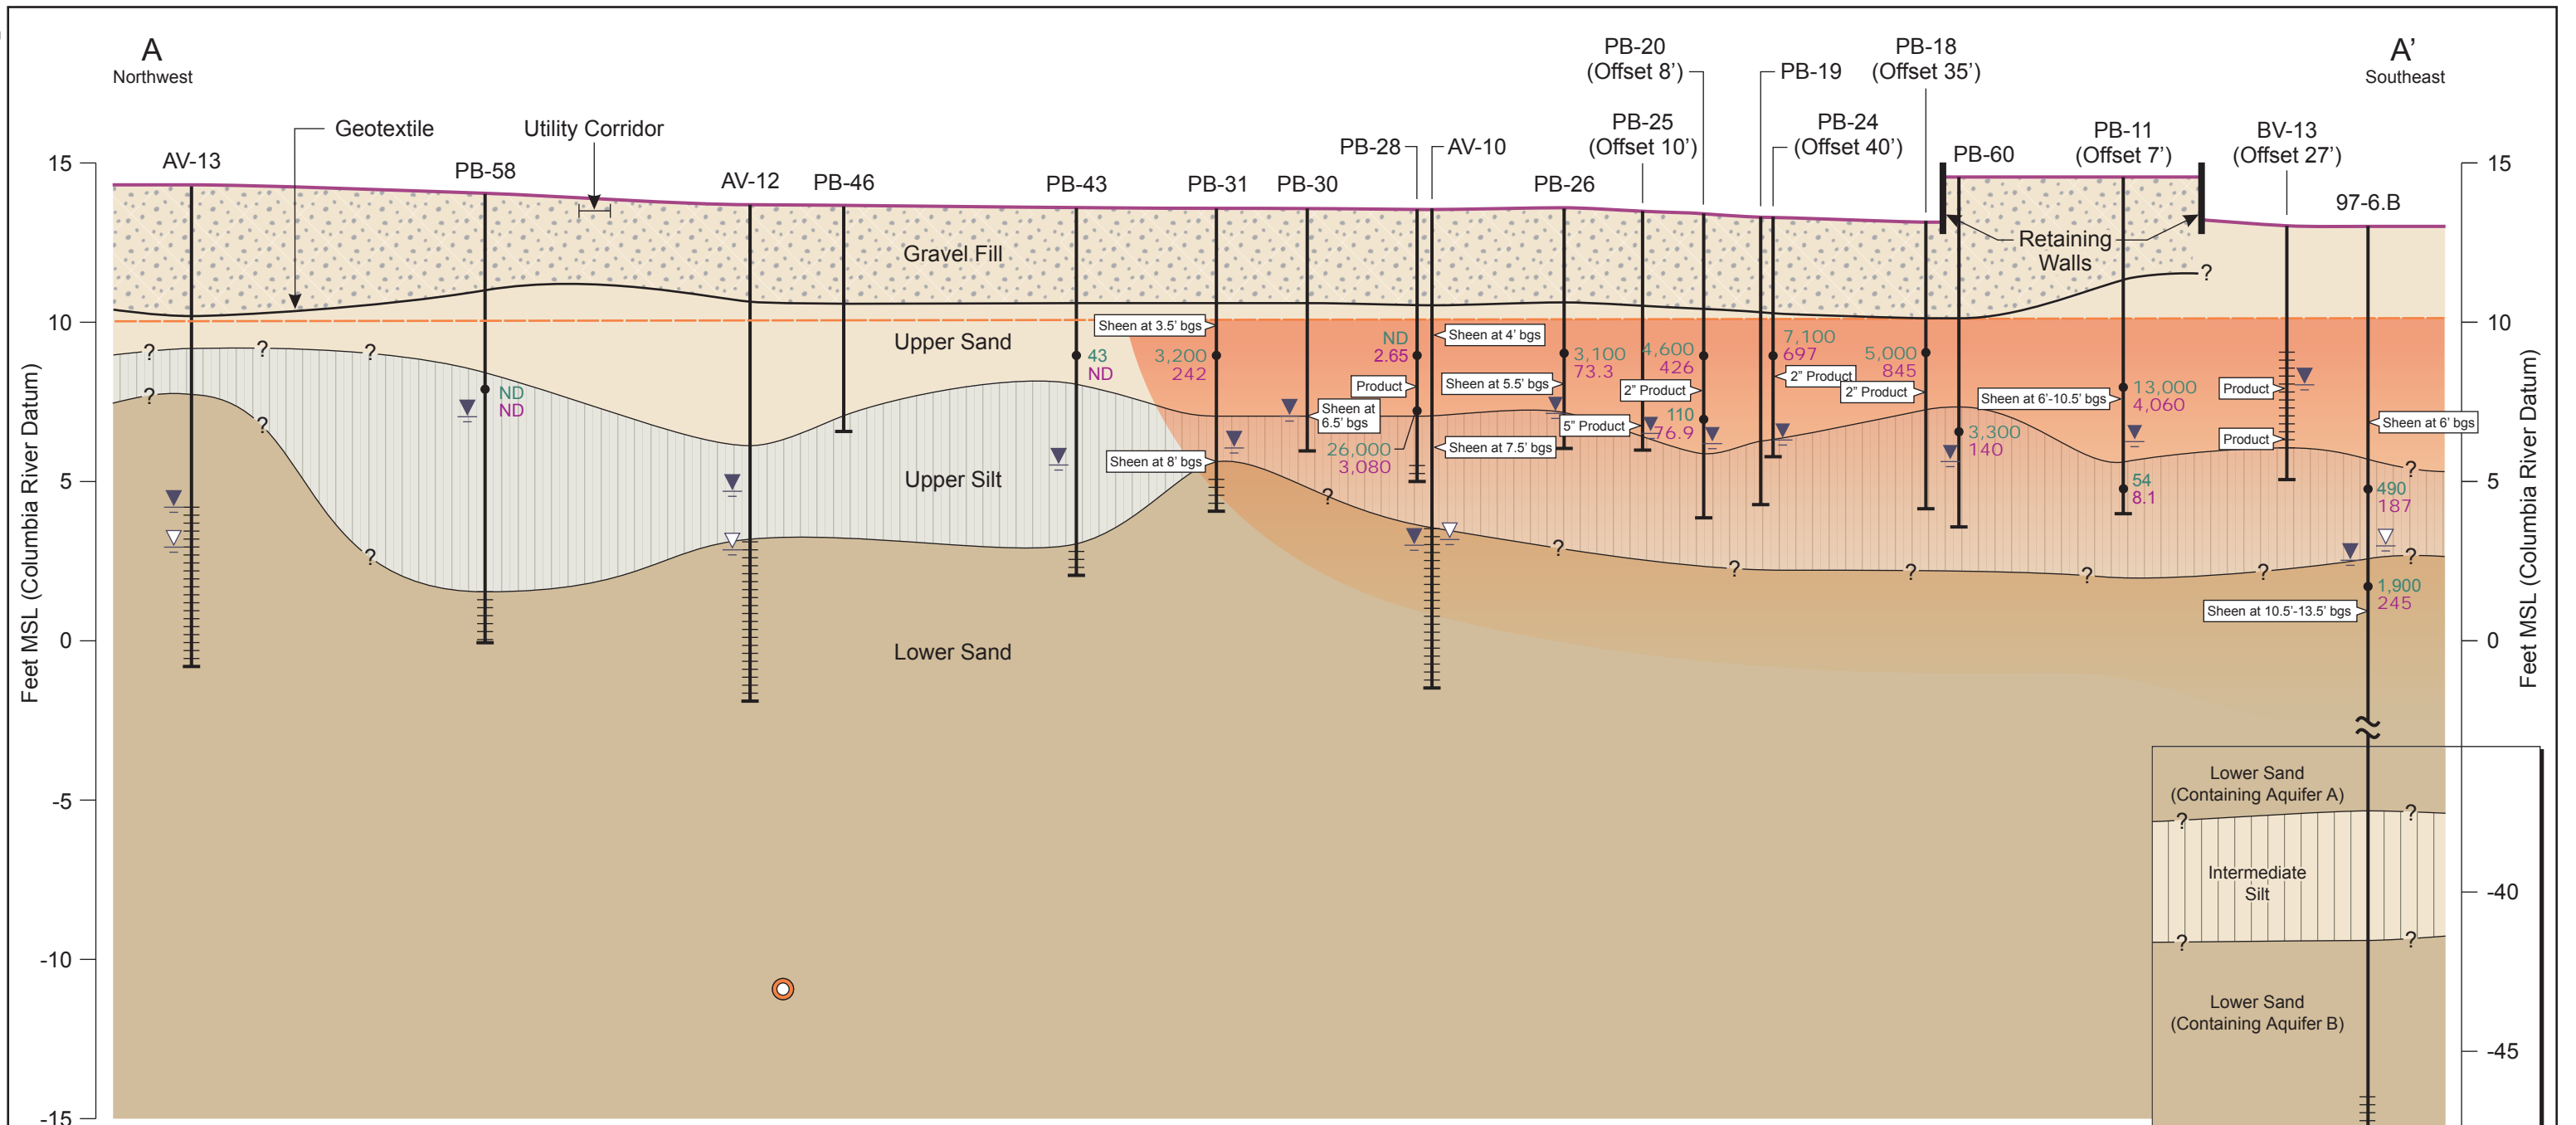 A
Northwest
A’
Southeast
PB-20
(Offset 8’)
PB-19
PB-18
(Offset 35’)
Geotextile
Utility Corridor
PB-25
(Offset 10’)
PB-24
(Offset 40’)
PB-11
(Offset 7’)
BV-13
(Offset 27’)
PB-28
AV-10
PB-60
AV-13
PB-58
AV-12
PB-46
PB-43
PB-31
PB-30
PB-26
97-6.B
15
10
5
0
-5
-10
-15
Feet MSL (Columbia River Datum)
Gravel Fill
Upper Sand
Upper Silt
Lower Sand
Retaining
Walls
?
?
?
?
?
?
?
ND
ND
43
ND
Sheen at 3.5’ bgs
3,200
242
Sheen at 8’ bgs
Sheen at
6.5’ bgs
ND
2.65
Product
26,000
3,080
Sheen at 4’ bgs
Sheen at 5.5’ bgs
Sheen at 7.5’ bgs
3,100
73.3
5” Product
4,600
426
2” Product
110
76.9
7,100
697
2” Product
5,000
845
2” Product
3,300
140
Sheen at 6’-10.5’ bgs
13,000
4,060
54
8.1
Product
Product
Sheen at 6’ bgs
490
187
1,900
245
Sheen at 10.5’-13.5’ bgs
?
?
?
?
?
?
?
?
Lower Sand
(Containing Aquifer A)
?
?
Intermediate
Silt
?
?
Lower Sand
(Containing Aquifer B)
15
10
5
0
-40
-45
Feet MSL (Columbia River Datum)